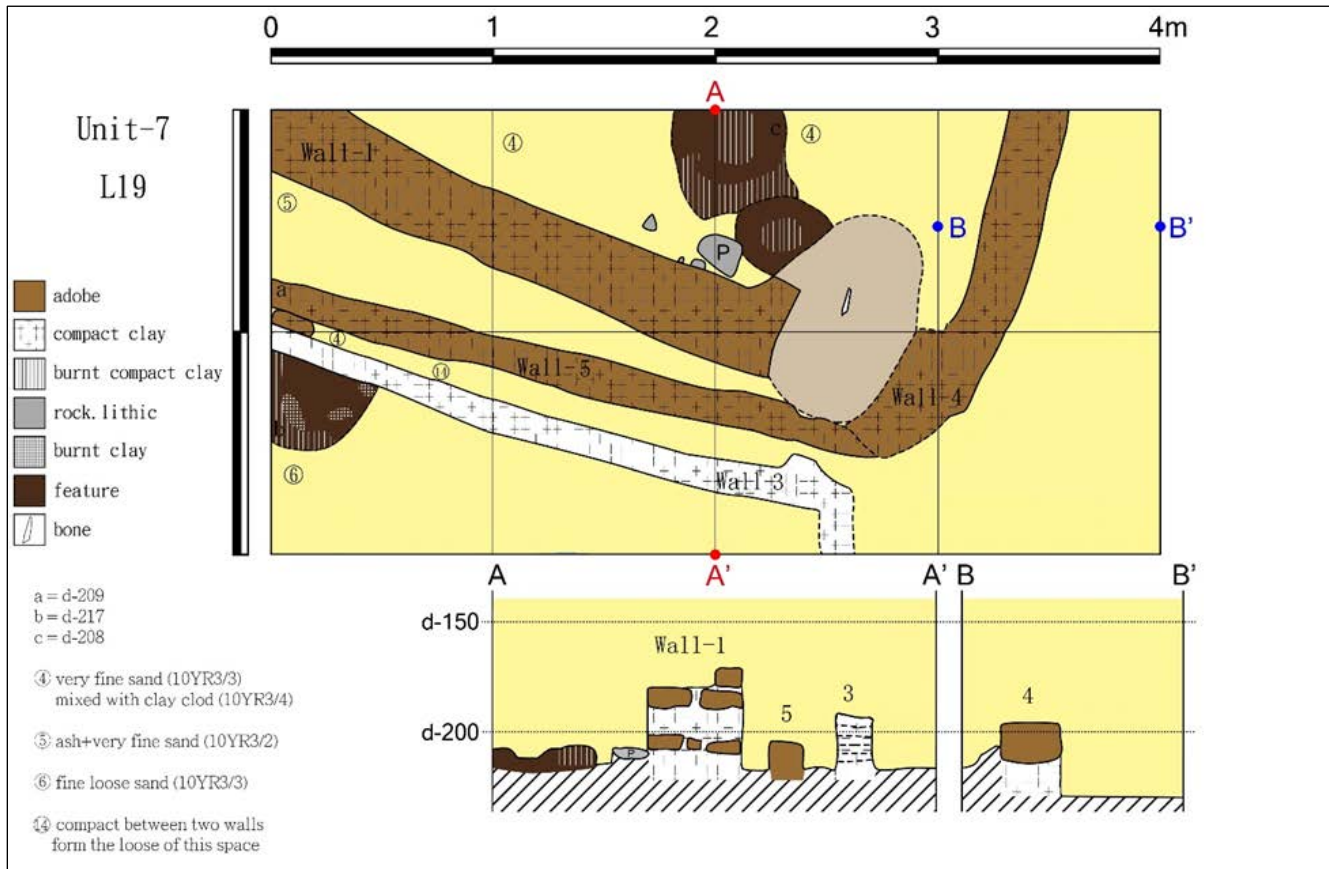 0 1 2 3 4m
Unit-7
L19
A
Wall-1
④
c
④
⑤
P
B
B'
a
④
Wall-5
⑭
Wall-4
Wall-3
⑥
A'
adobe
compact clay
burnt compact clay
rock.lithic
burnt clay
feature
bone
a = d-209
b = d-217
c = d-208
④ very fine sand (10YR3/3)
mixed with clay clod (10YR3/4)
⑤ ash+very fine sand (10YR3/2)
⑥ fine loose sand (10YR3/3)
⑭ compact between two walls
form the loose of this space
A A' B B'
d-150
Wall-1
d-200
5
3
4
P